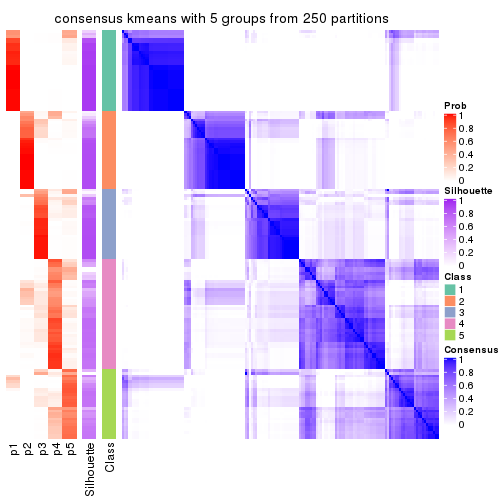 consensus kmeans with 5 groups from 250 partitions
Prob
1
0.8
0.6
0.4
0.2
0
Silhouette
1
0.8
0.6
0.4
0.2
0
Class
1
2
3
4
5
Consensus
1
0.8
0.6
0.4
0.2
0
p1
p2
p3
p4
p5
Silhouette
Class